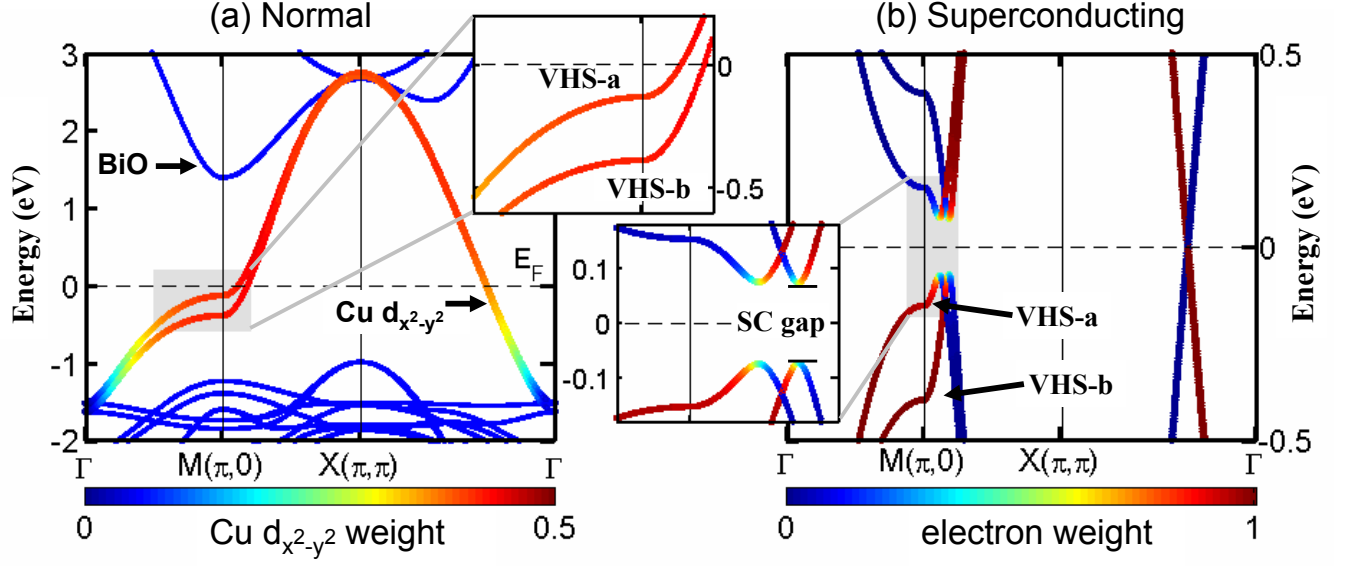 (a) Normal
(b) Superconducting
Energy (eV)
3
2
1
0
-1
-2
BiO
E_F
Cu d_{x²-y²}
Γ
M(π,0)
X(π,π)
Γ
0
0.5
Cu d_{x²-y²} weight
VHS-a
VHS-b
0
-0.5
0.1
0
-0.1
SC gap
VHS-a
VHS-b
0.5
0
-0.5
Energy (eV)
Γ
M(π,0)
X(π,π)
Γ
0
1
electron weight